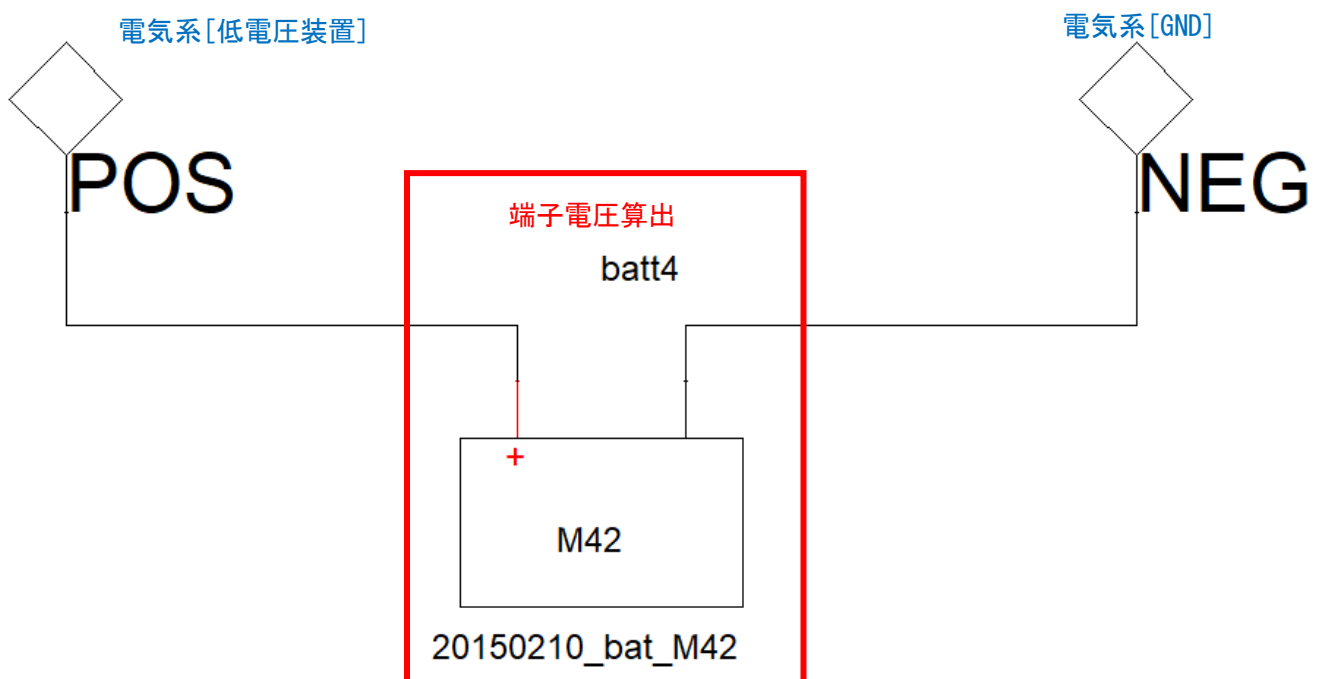 電気系[低電圧装置]
電気系[GND]
POS
NEG
端子電圧算出
batt4
+
M42
20150210_bat_M42